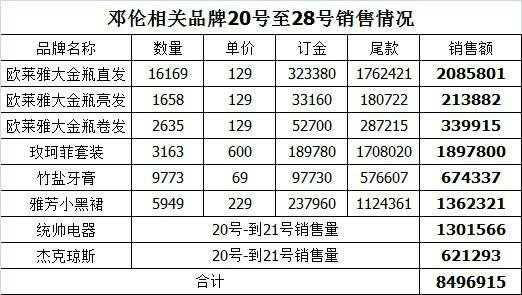 邓伦相关品牌20号至28号销售情况
品牌名称 数量 单价 订金 尾款 销售额
欧莱雅大金瓶直发 16169 129 323380 1762421 2085801
欧莱雅大金瓶亮发 1658 129 33160 180722 213882
欧莱雅大金瓶卷发 2635 129 52700 287215 339915
玫珂菲套装 3163 600 189780 1708020 1897800
竹盐牙膏 9773 69 97730 576607 674337
雅芳小黑裙 5949 229 237960 1124361 1362321
统帅电器 20号-到21号销售量 1301566
杰克琼斯 20号-到21号销售量 621293
合计 8496915